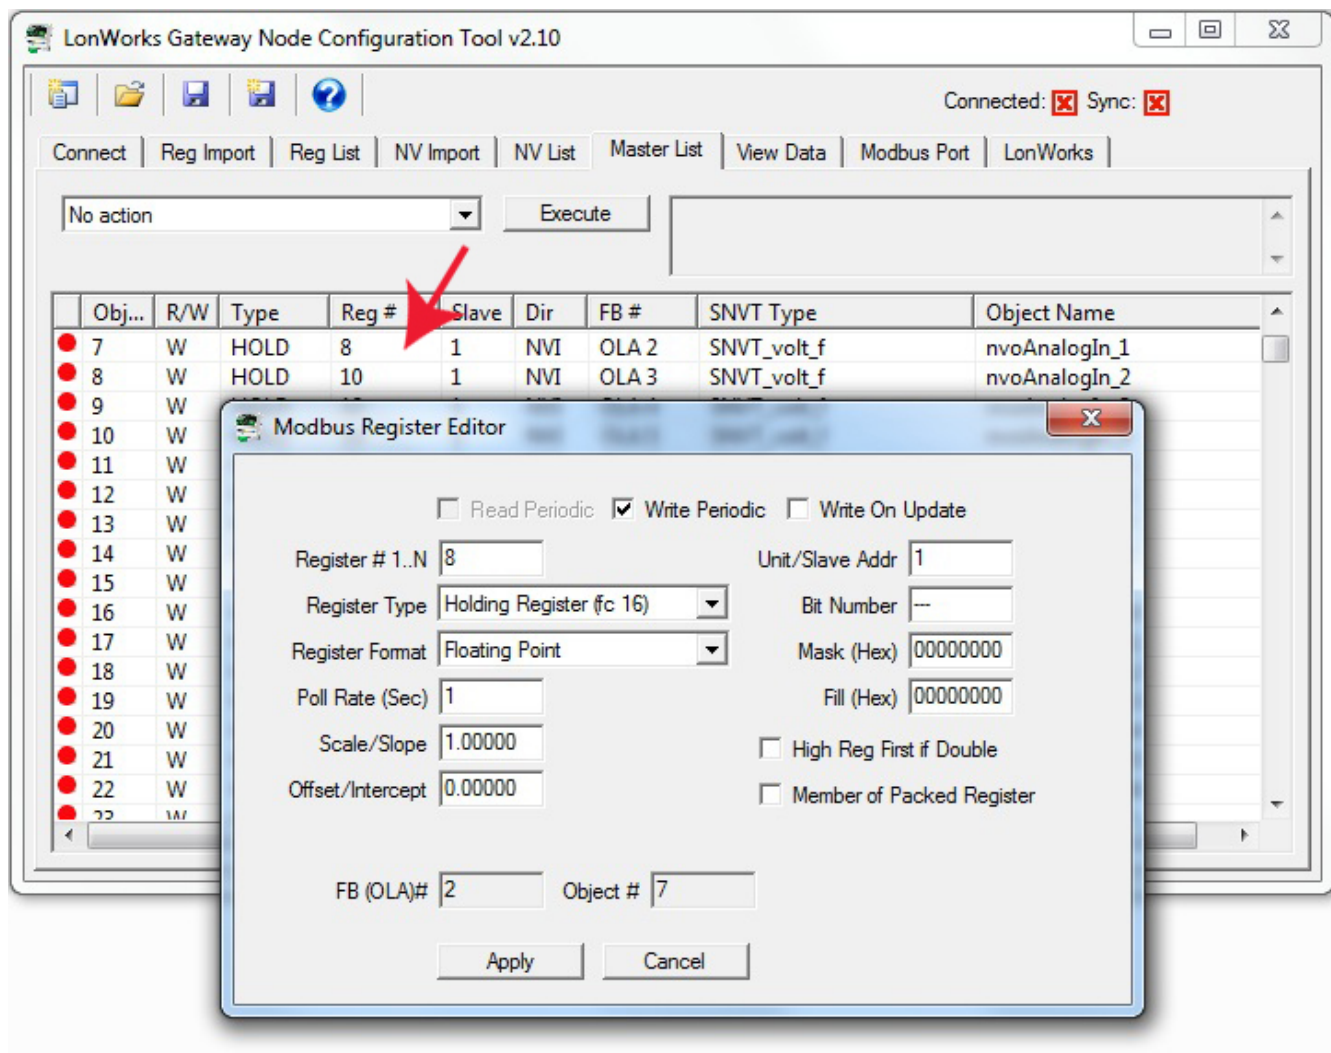 LonWorks Gateway Node Configuration Tool v2.10
Connected: Sync:
Connect Reg Import Reg List NV Import NV List Master List View Data Modbus Port LonWorks
No action Execute
Obj... R/W Type Reg # Slave Dir FB # SNVT Type Object Name
7 W HOLD 8 1 NVI OLA 2 SNVT_volt_f nvoAnalogIn_1
8 W HOLD 10 1 NVI OLA 3 SNVT_volt_f nvoAnalogIn_2
9 W
10 W
11 W
12 W
13 W
14 W
15 W
16 W
17 W
18 W
19 W
20 W
21 W
22 W
23 W
Modbus Register Editor
Read Periodic Write Periodic Write On Update
Register # 1..N 8 Unit/Slave Addr 1
Register Type Holding Register (fc 16) Bit Number ---
Register Format Floating Point Mask (Hex) 00000000
Poll Rate (Sec) 1 Fill (Hex) 00000000
Scale/Slope 1.00000 High Reg First if Double
Offset/Intercept 0.00000 Member of Packed Register
FB (OLA)# 2 Object # 7
Apply Cancel